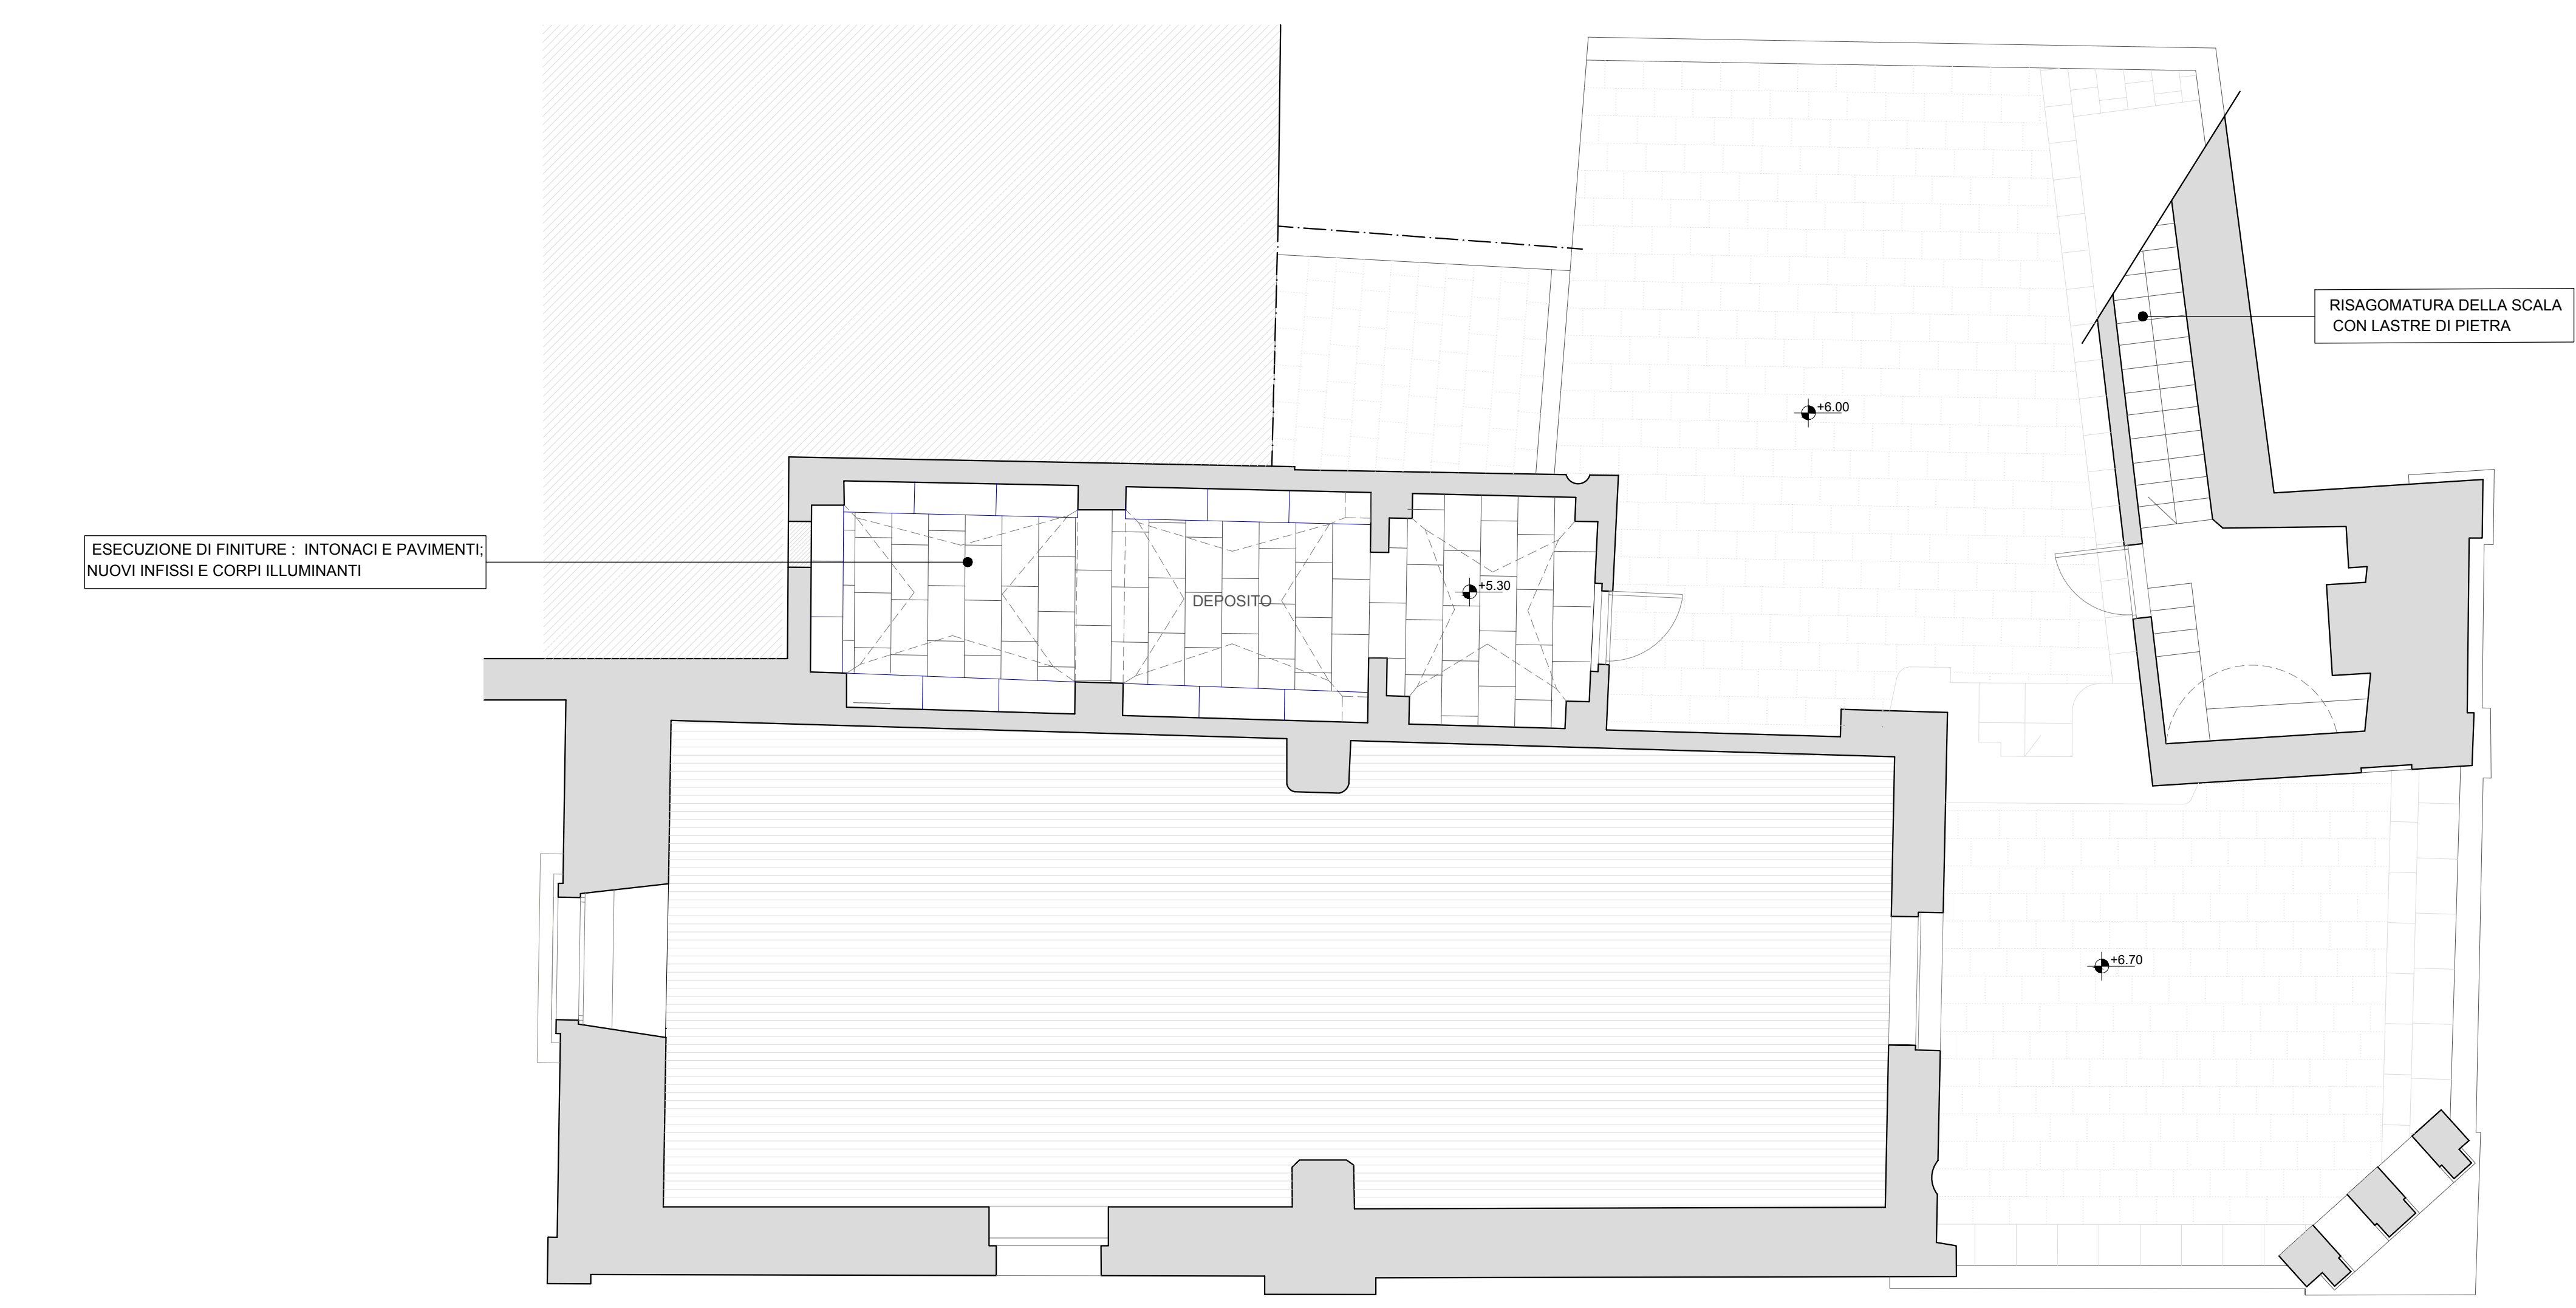 RISAGOMATURA DELLA SCALA
CON LASTRE DI PIETRA
+6.00
ESECUZIONE DI FINITURE : INTONACI E PAVIMENTI;
NUOVI INFISSI E CORPI ILLUMINANTI
+5.30
DEPOSITO
+6.70